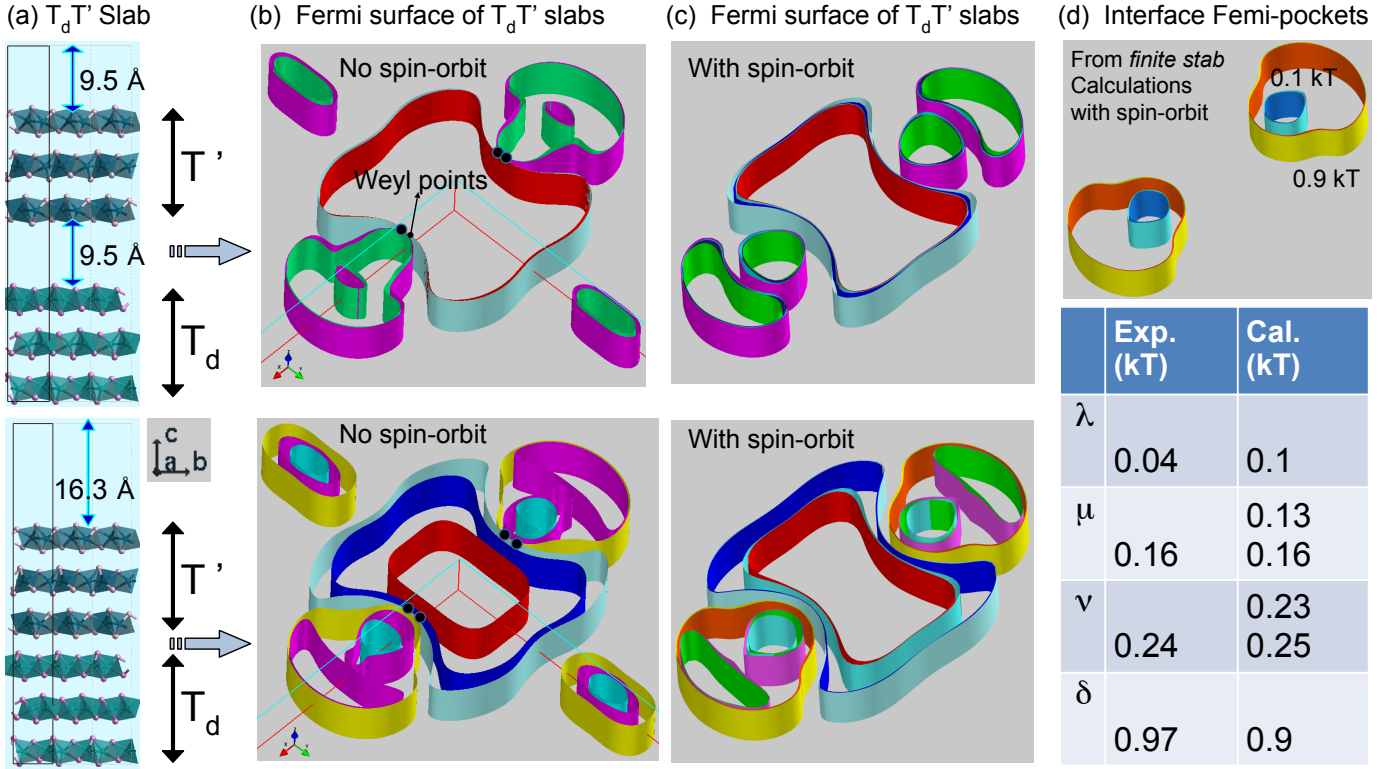 (a) TdT’ Slab
(b) Fermi surface of TdT’ slabs
(c) Fermi surface of TdT’ slabs
(d) Interface Femi-pockets
9.5 Å
T ’
9.5 Å
Td
No spin-orbit
Weyl points
With spin-orbit
From finite stab
Calculations
with spin-orbit
0.1 kT
0.9 kT
16.3 Å
c
a b
T ’
Td
No spin-orbit
With spin-orbit
Exp. (kT) Cal. (kT)
λ 0.04 0.1
μ 0.16 0.13 0.16
ν 0.24 0.23 0.25
δ 0.97 0.9